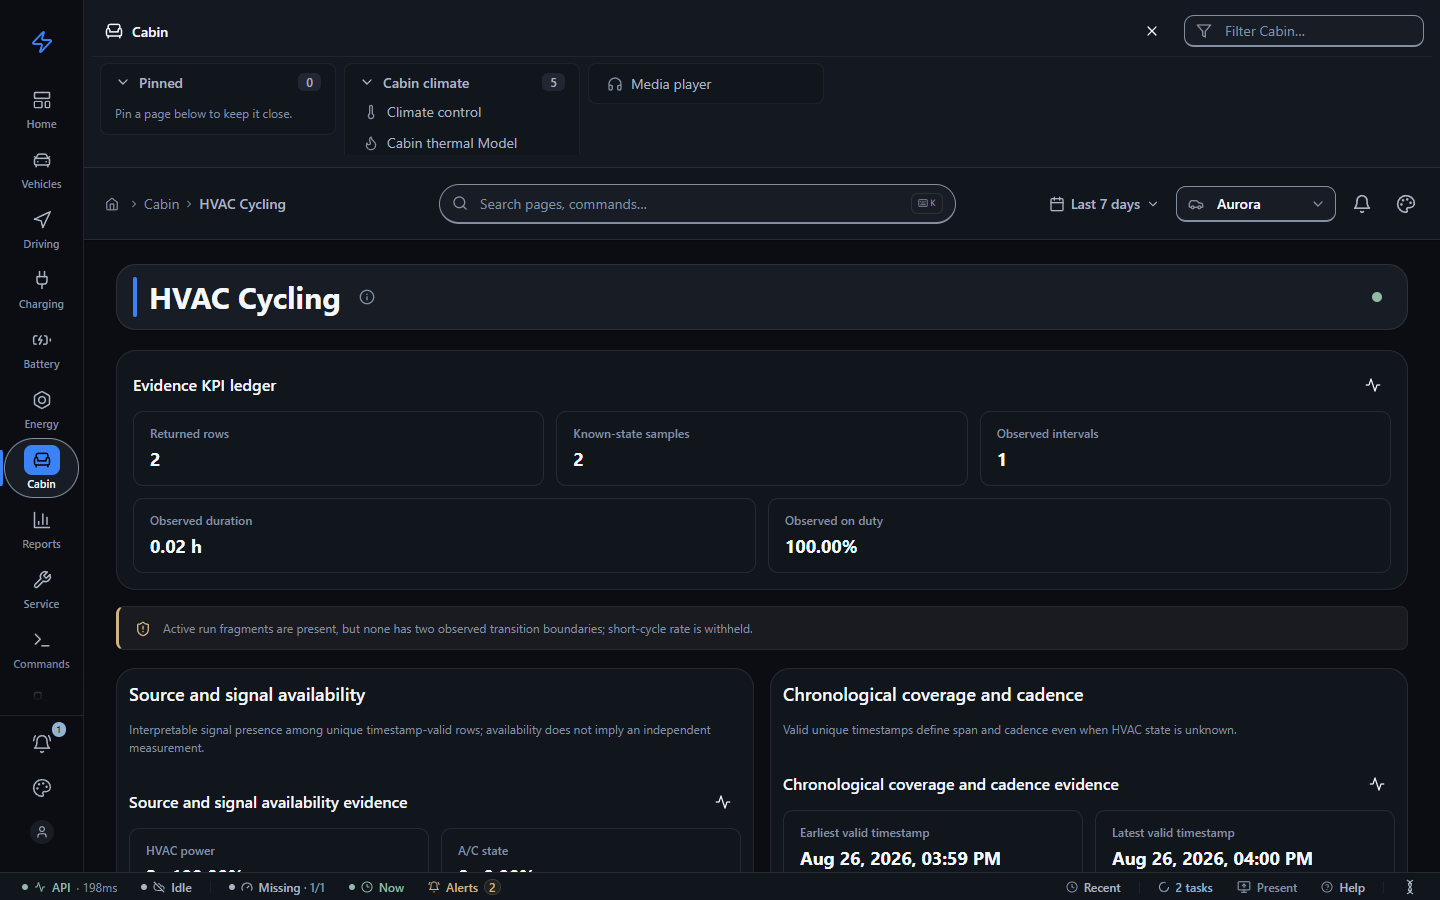 Home
Vehicles
Driving
Charging
Battery
Energy
Cabin
Reports
Service
Commands
1
Cabin
Filter Cabin...
Pinned 0
Pin a page below to keep it close.
Cabin climate 5
Climate control
Cabin thermal Model
Media player
Cabin HVAC Cycling
Search pages, commands...
K
Last 7 days
Aurora
HVAC Cycling
Evidence KPI ledger
Returned rows
2
Known-state samples
2
Observed intervals
1
Observed duration
0.02 h
Observed on duty
100.00%
Active run fragments are present, but none has two observed transition boundaries; short-cycle rate is withheld.
Source and signal availability
Interpretable signal presence among unique timestamp-valid rows; availability does not imply an independent
measurement.
Source and signal availability evidence
HVAC power
A/C state
Chronological coverage and cadence
Valid unique timestamps define span and cadence even when HVAC state is unknown.
Chronological coverage and cadence evidence
Earliest valid timestamp
Aug 26, 2026, 03:59 PM
Latest valid timestamp
Aug 26, 2026, 04:00 PM
API · 198ms
Idle
Missing · 1/1
Now
Alerts 2
Recent
2 tasks
Present
Help